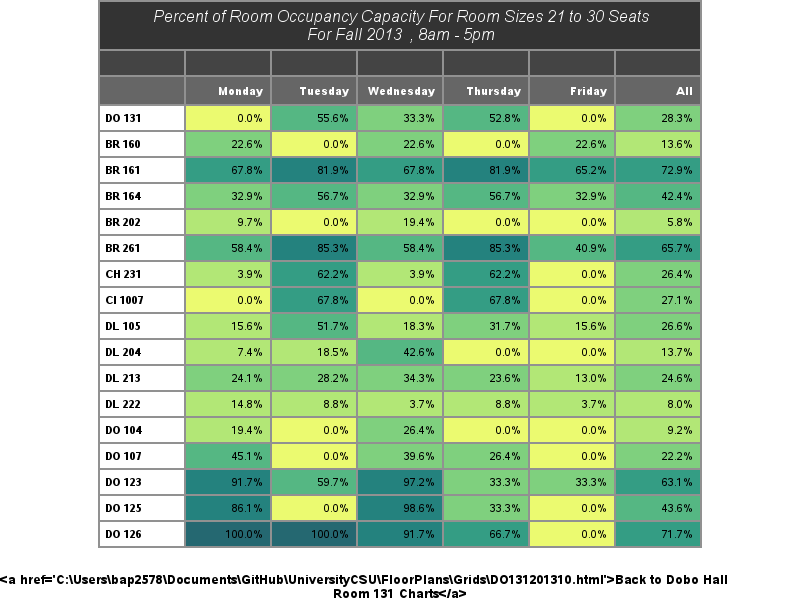 Percent of Room Occupancy Capacity For Room Sizes 21 to 30 Seats
For Fall 2013 , 8am - 5pm
Monday Tuesday Wednesday Thursday Friday All
DO 131 0.0% 55.6% 33.3% 52.8% 0.0% 28.3%
BR 160 22.6% 0.0% 22.6% 0.0% 22.6% 13.6%
BR 161 67.8% 81.9% 67.8% 81.9% 65.2% 72.9%
BR 164 32.9% 56.7% 32.9% 56.7% 32.9% 42.4%
BR 202 9.7% 0.0% 19.4% 0.0% 0.0% 5.8%
BR 261 58.4% 85.3% 58.4% 85.3% 40.9% 65.7%
CH 231 3.9% 62.2% 3.9% 62.2% 0.0% 26.4%
CI 1007 0.0% 67.8% 0.0% 67.8% 0.0% 27.1%
DL 105 15.6% 51.7% 18.3% 31.7% 15.6% 26.6%
DL 204 7.4% 18.5% 42.6% 0.0% 0.0% 13.7%
DL 213 24.1% 28.2% 34.3% 23.6% 13.0% 24.6%
DL 222 14.8% 8.8% 3.7% 8.8% 3.7% 8.0%
DO 104 19.4% 0.0% 26.4% 0.0% 0.0% 9.2%
DO 107 45.1% 0.0% 39.6% 26.4% 0.0% 22.2%
DO 123 91.7% 59.7% 97.2% 33.3% 33.3% 63.1%
DO 125 86.1% 0.0% 98.6% 33.3% 0.0% 43.6%
DO 126 100.0% 100.0% 91.7% 66.7% 0.0% 71.7%
<a href='C:\Users\bap2578\Documents\GitHub\UniversityCSU\FloorPlans\Grids\DO131201310.html'>Back to Dobo Hall
Room 131 Charts</a>